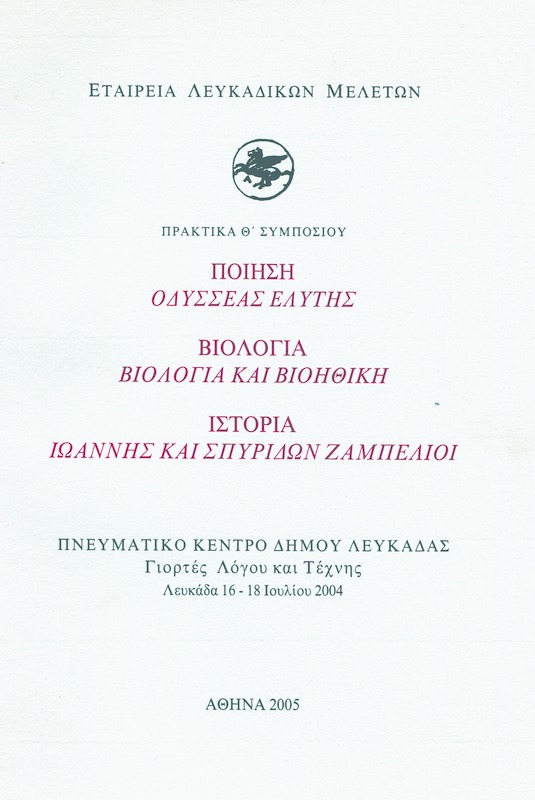 ΕΤΑΙΡΕΙΑ ΛΕΥΚΑΔΙΚΩΝ ΜΕΛΕΤΩΝ
ΠΡΑΚΤΙΚΑ Θ΄ ΣΥΜΠΟΣΙΟΥ
ΠΟΙΗΣΗ
ΟΔΥΣΣΕΑΣ ΕΛΥΤΗΣ
ΒΙΟΛΟΓΙΑ
ΒΙΟΛΟΓΙΑ ΚΑΙ ΒΙΟΗΘΙΚΗ
ΙΣΤΟΡΙΑ
ΙΩΑΝΝΗΣ ΚΑΙ ΣΠΥΡΙΔΩΝ ΖΑΜΠΕΛΙΟΙ
ΠΝΕΥΜΑΤΙΚΟ ΚΕΝΤΡΟ ΔΗΜΟΥ ΛΕΥΚΑΔΑΣ
Γιορτές Λόγου και Τέχνης
Λευκάδα 16 - 18 Ιουλίου 2004
ΑΘΗΝΑ 2005